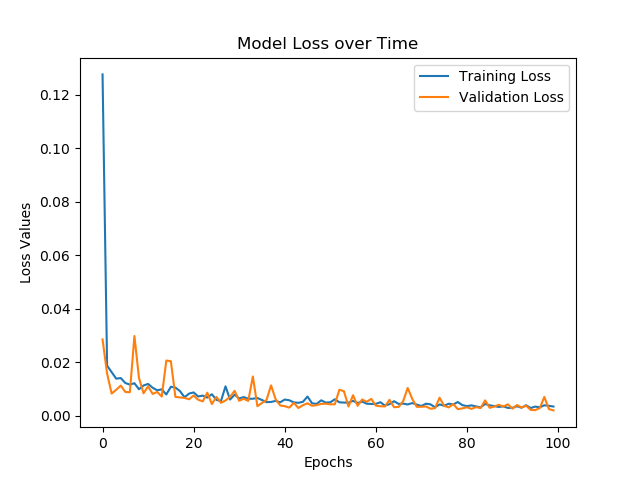 Model Loss over Time
Training Loss
Validation Loss
0.12
0.10
0.08
0.06
0.04
0.02
0.00
Loss Values
0 20 40 60 80 100
Epochs